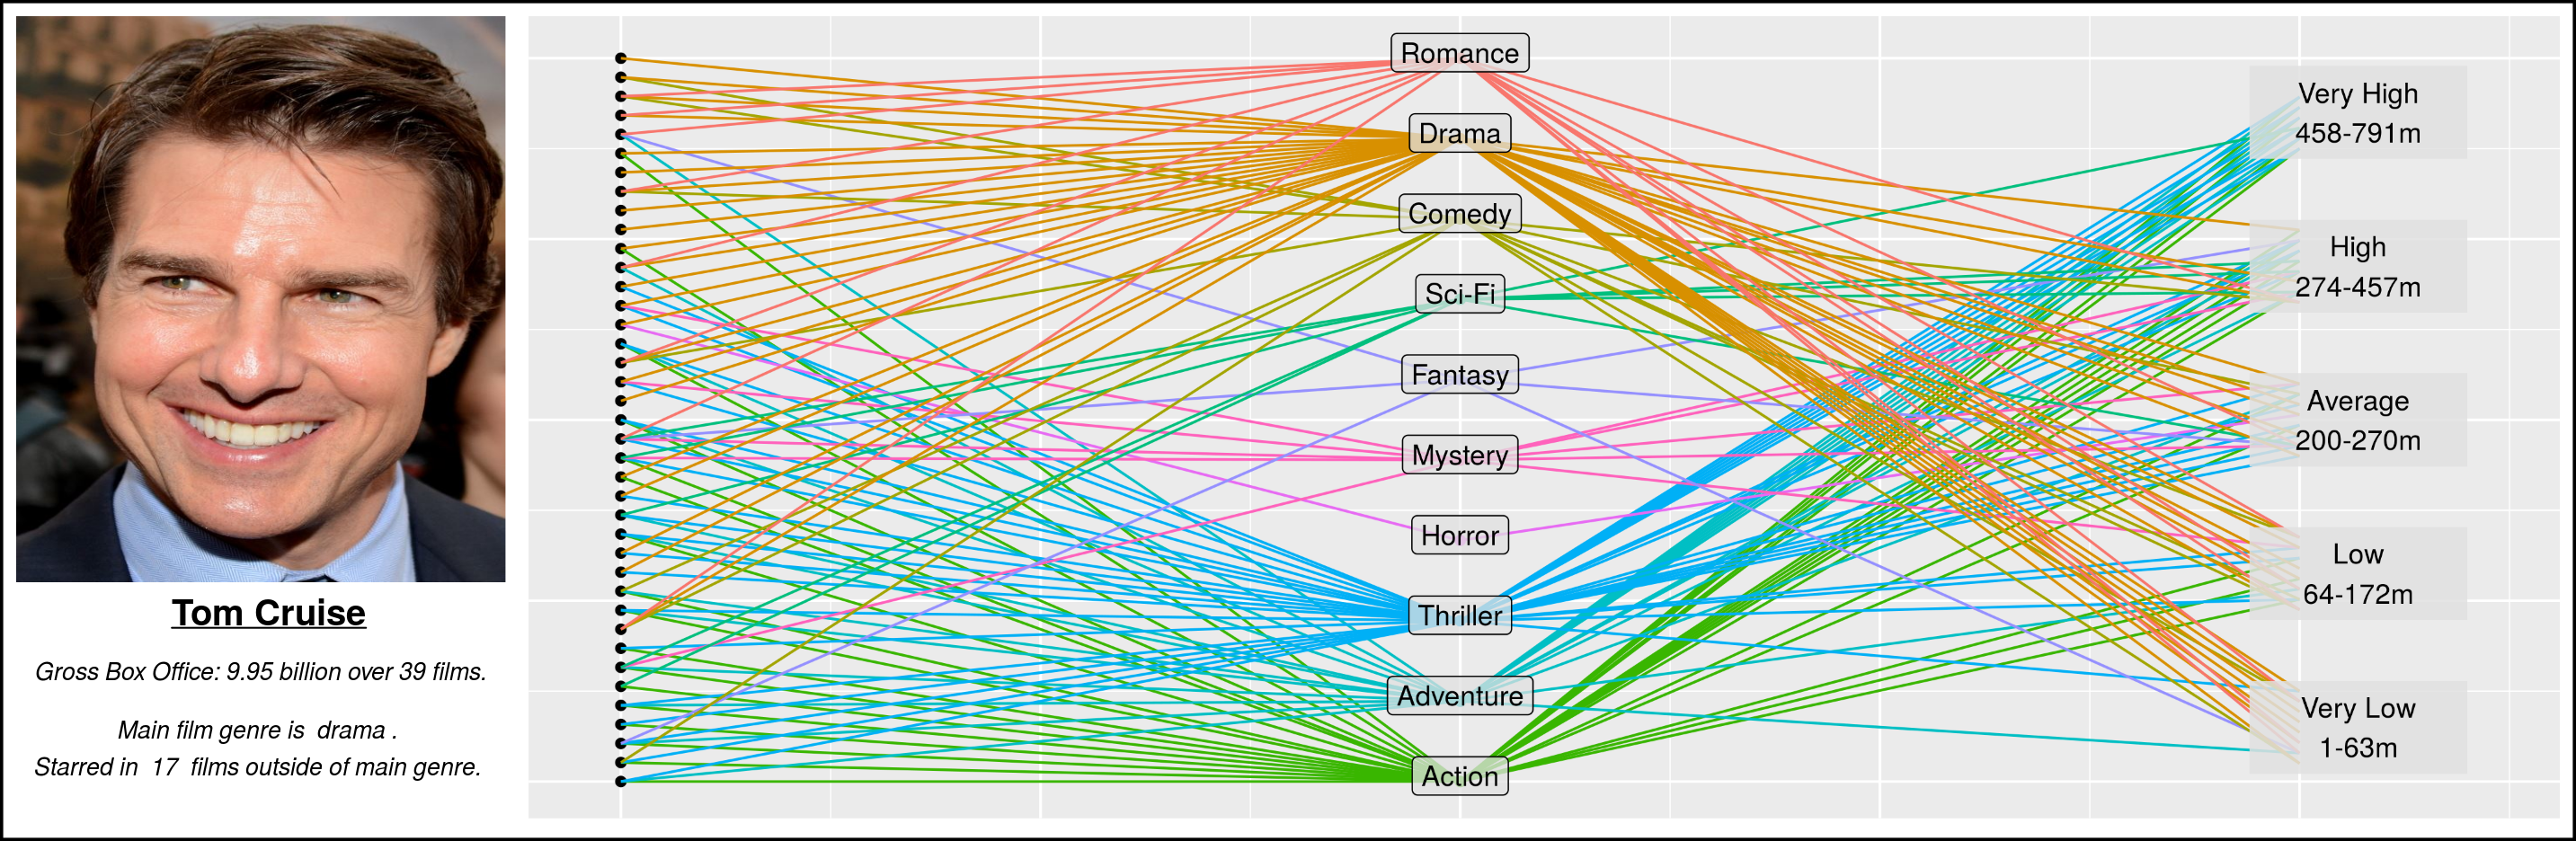 Tom Cruise
Gross Box Office: 9.95 billion over 39 films.
Main film genre is  drama .
Starred in  17  films outside of main genre.
Romance
Drama
Comedy
Sci-Fi
Fantasy
Mystery
Horror
Thriller
Adventure
Action
Very High
458-791m
High
274-457m
Average
200-270m
Low
64-172m
Very Low
1-63m